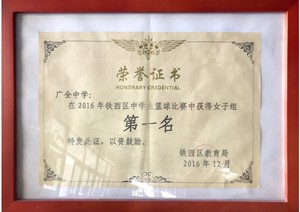 荣誉证书
HONORARY CREDENTIAL
广全中学：
在2016年铁西区中学生篮球比赛中获得女子组
第一名
特发此证，以资鼓励。
铁西区教育局
2016年12月